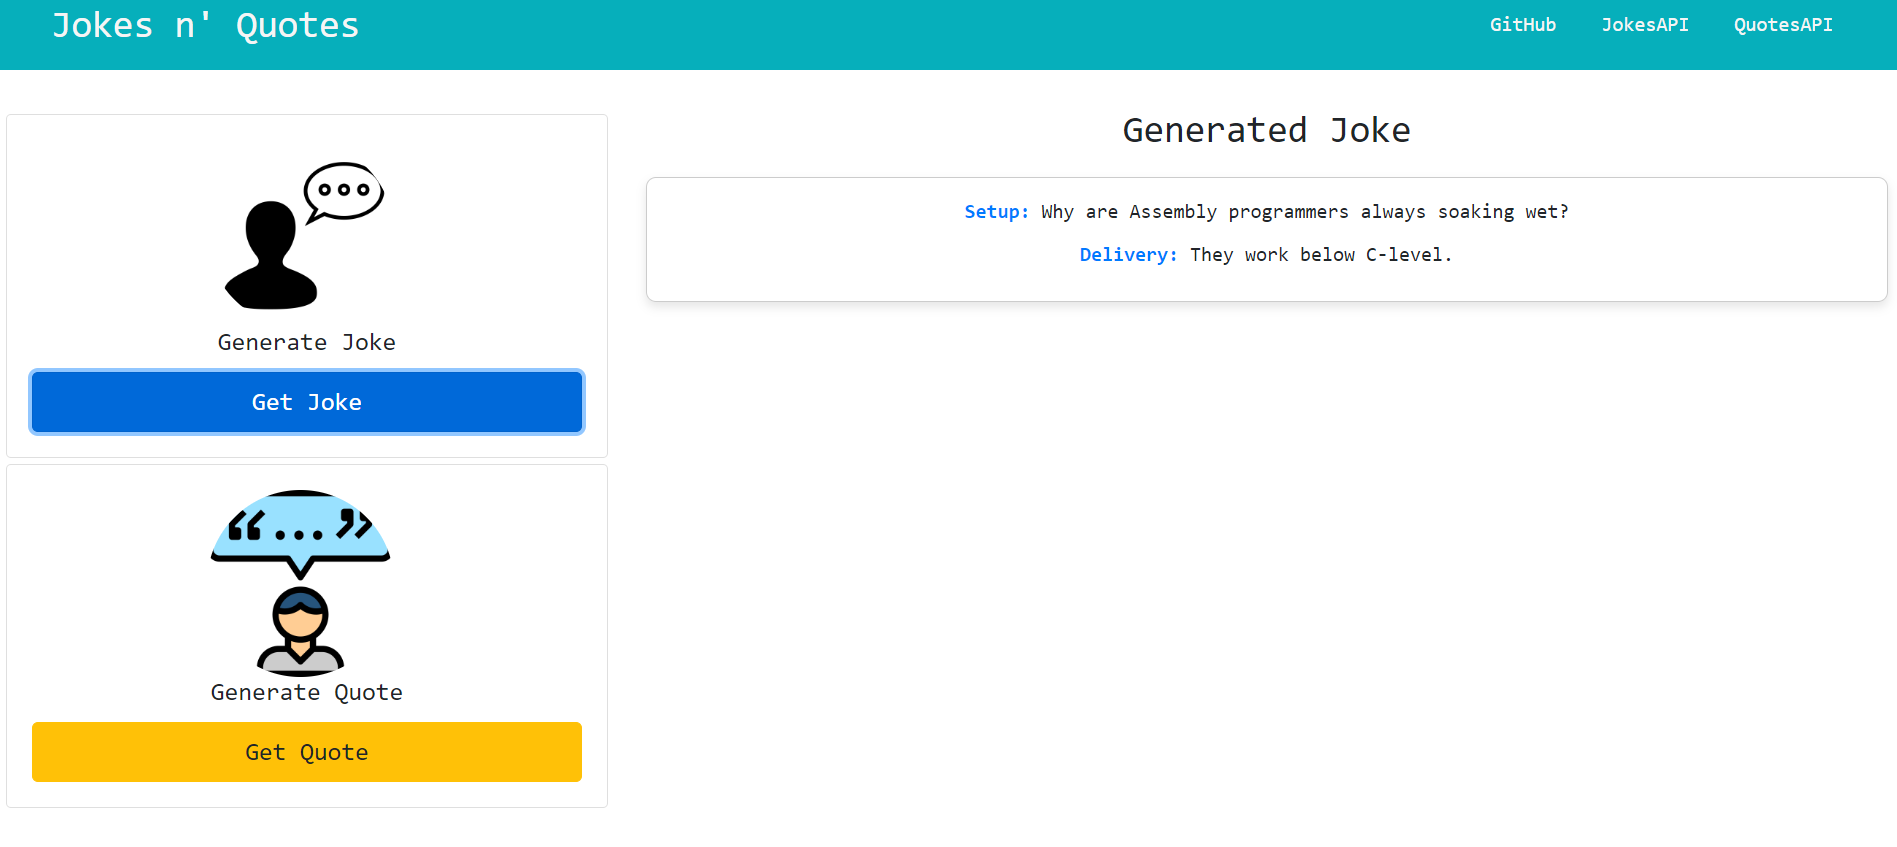 Jokes n' Quotes
GitHub JokesAPI QuotesAPI
Generate Joke
Get Joke
Generate Quote
Get Quote
Generated Joke
Setup: Why are Assembly programmers always soaking wet?
Delivery: They work below C-level.